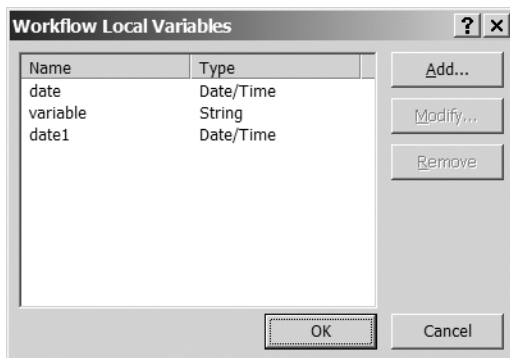 Workflow Local Variables ? ×
Name Type Add...
date Date/Time
variable String Modify...
date1 Date/Time
Remove
OK Cancel